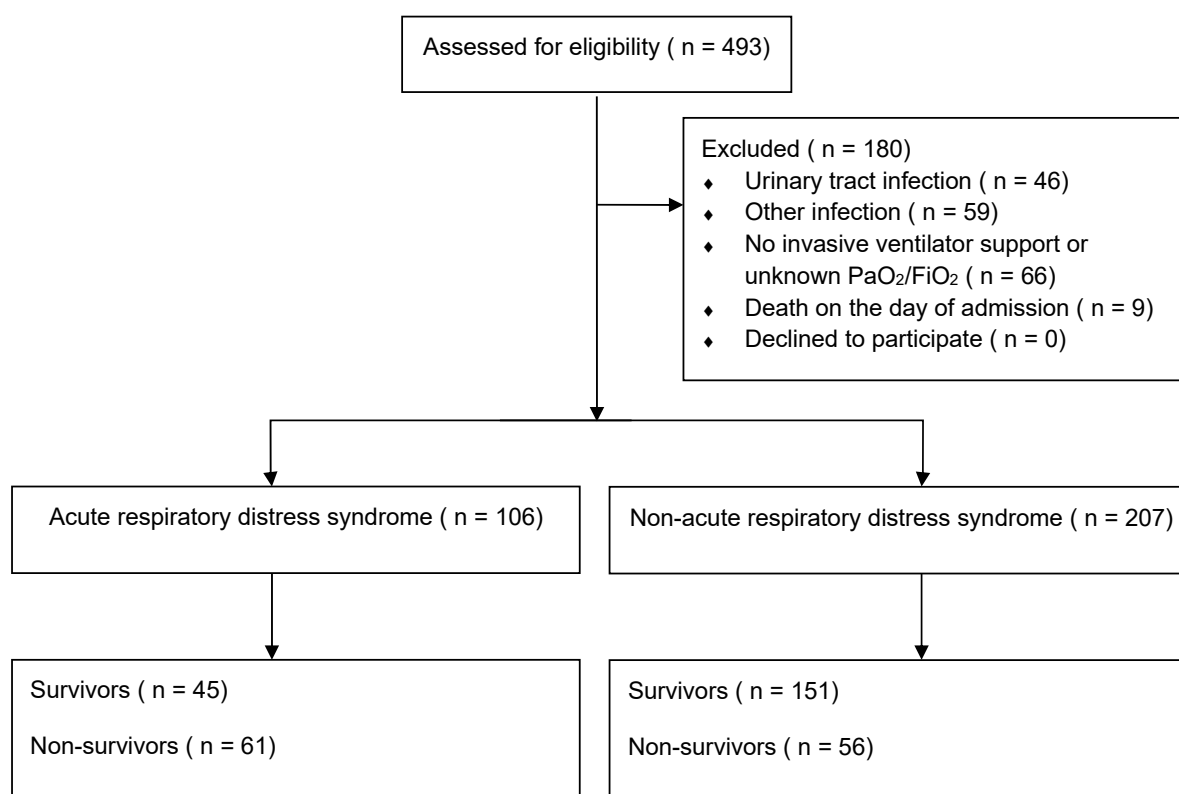 Assessed for eligibility ( n = 493)
Excluded ( n = 180)
♦ Urinary tract infection ( n = 46)
♦ Other infection ( n = 59)
♦ No invasive ventilator support or
unknown PaO₂/FiO₂ ( n = 66)
♦ Death on the day of admission ( n = 9)
♦ Declined to participate ( n = 0)
Acute respiratory distress syndrome ( n = 106)
Non-acute respiratory distress syndrome ( n = 207)
Survivors ( n = 45)
Non-survivors ( n = 61)
Survivors ( n = 151)
Non-survivors ( n = 56)